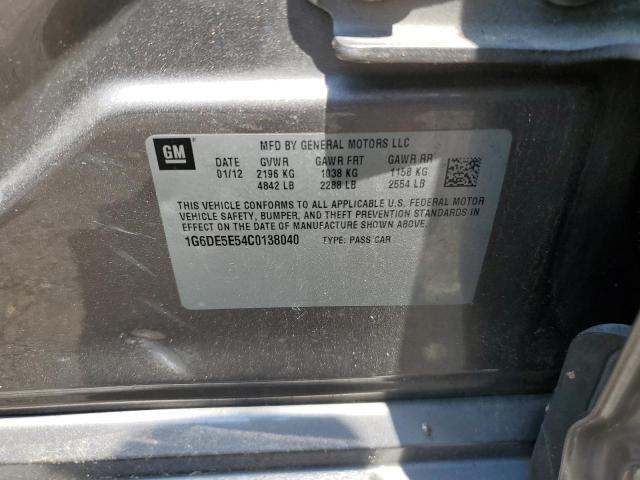 GM
MFD BY GENERAL MOTORS LLC
DATE GVWR GAWR FRT GAWR RR
01/12 2196 KG 1038 KG 1158 KG
4842 LB 2288 LB 2554 LB
THIS VEHICLE CONFORMS TO ALL APPLICABLE U.S. FEDERAL MOTOR
VEHICLE SAFETY, BUMPER, AND THEFT PREVENTION STANDARDS IN
EFFECT ON THE DATE OF MANUFACTURE SHOWN ABOVE.
1G6DE5E54C0138040 TYPE: PASS CAR